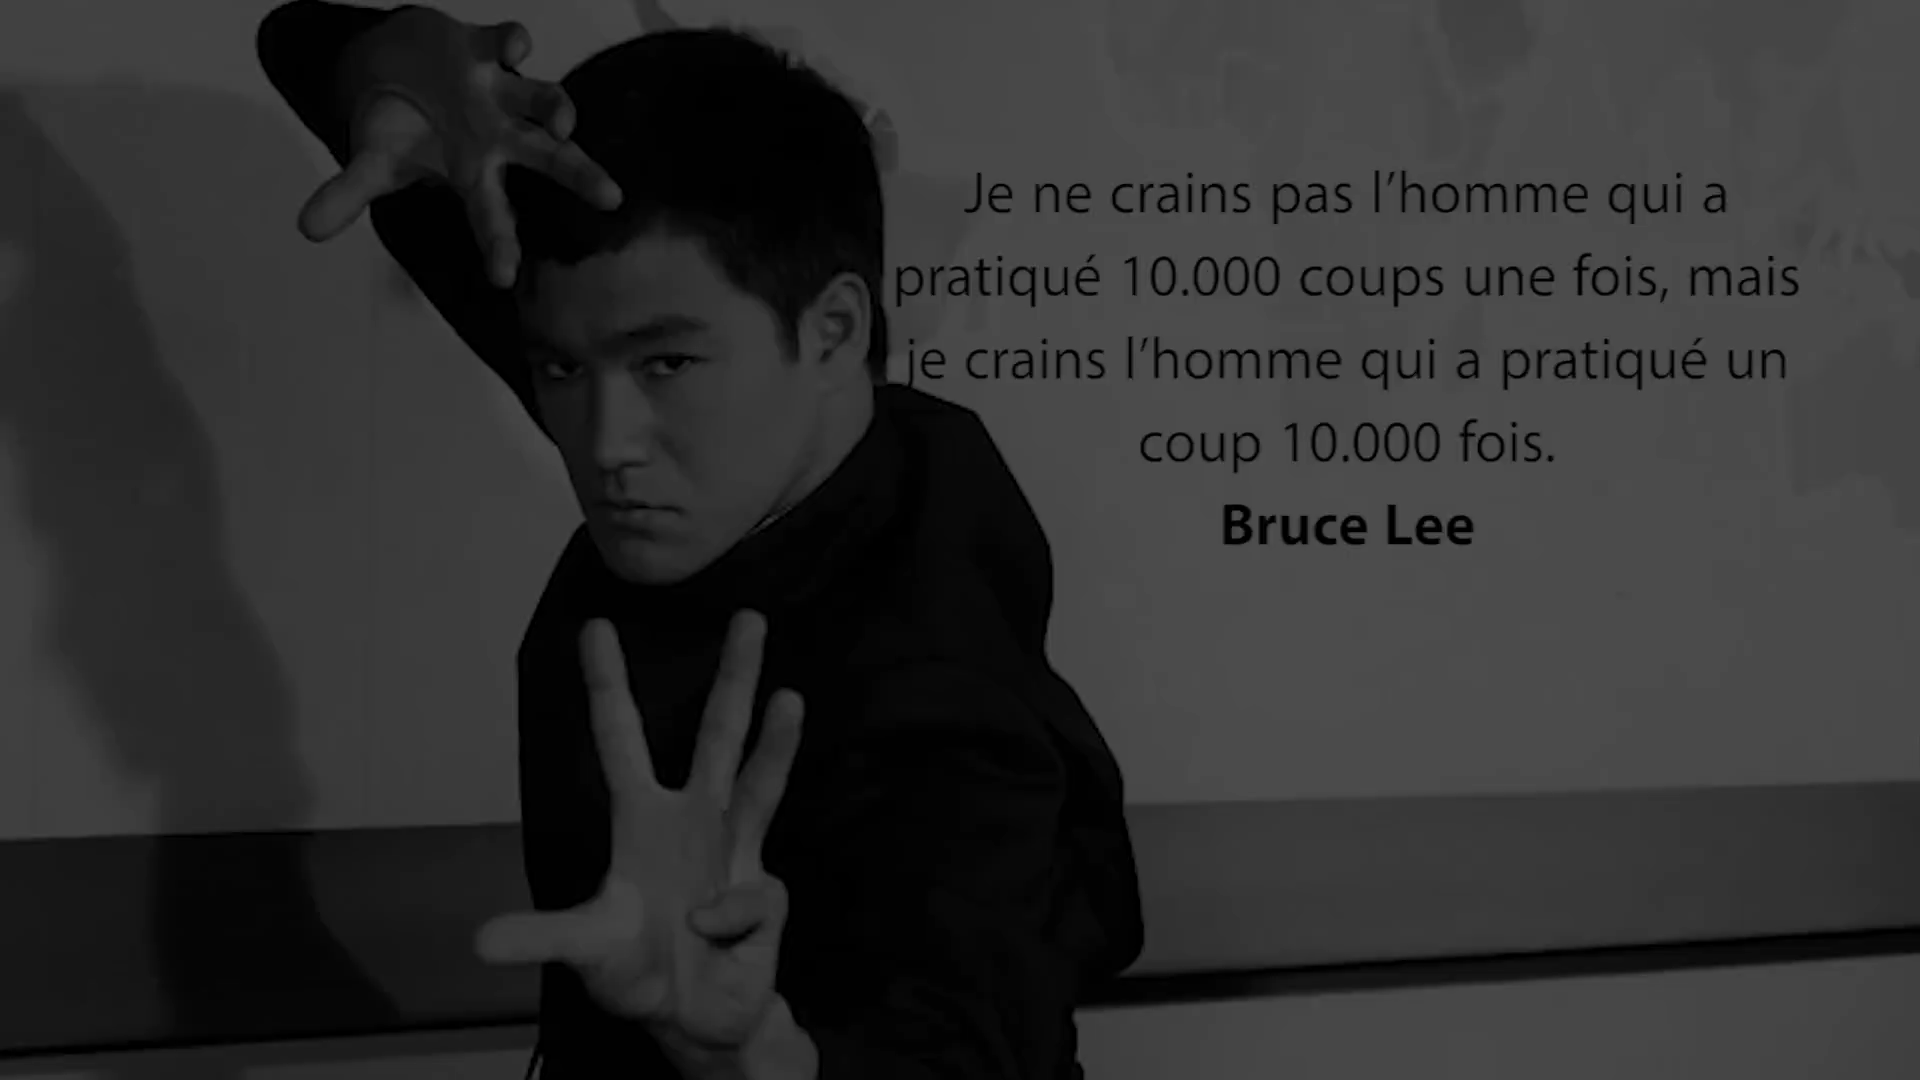 Je ne crains pas l’homme qui a
pratiqué 10.000 coups une fois, mais
je crains l’homme qui a pratiqué un
coup 10.000 fois.
Bruce Lee